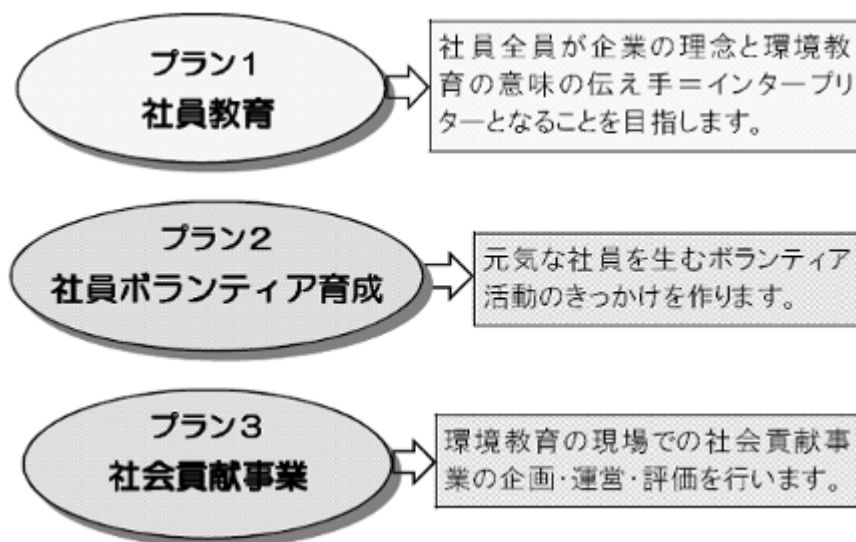 プラン1
社員教育
社員全員が企業の理念と環境教
育の意味の伝え手＝インタープリ
ターとなることを目指します。
プラン2
社員ボランティア育成
元気な社員を生むボランティア
活動のきっかけを作ります。
プラン3
社会貢献事業
環境教育の現場での社会貢献事
業の企画・運営・評価を行います。